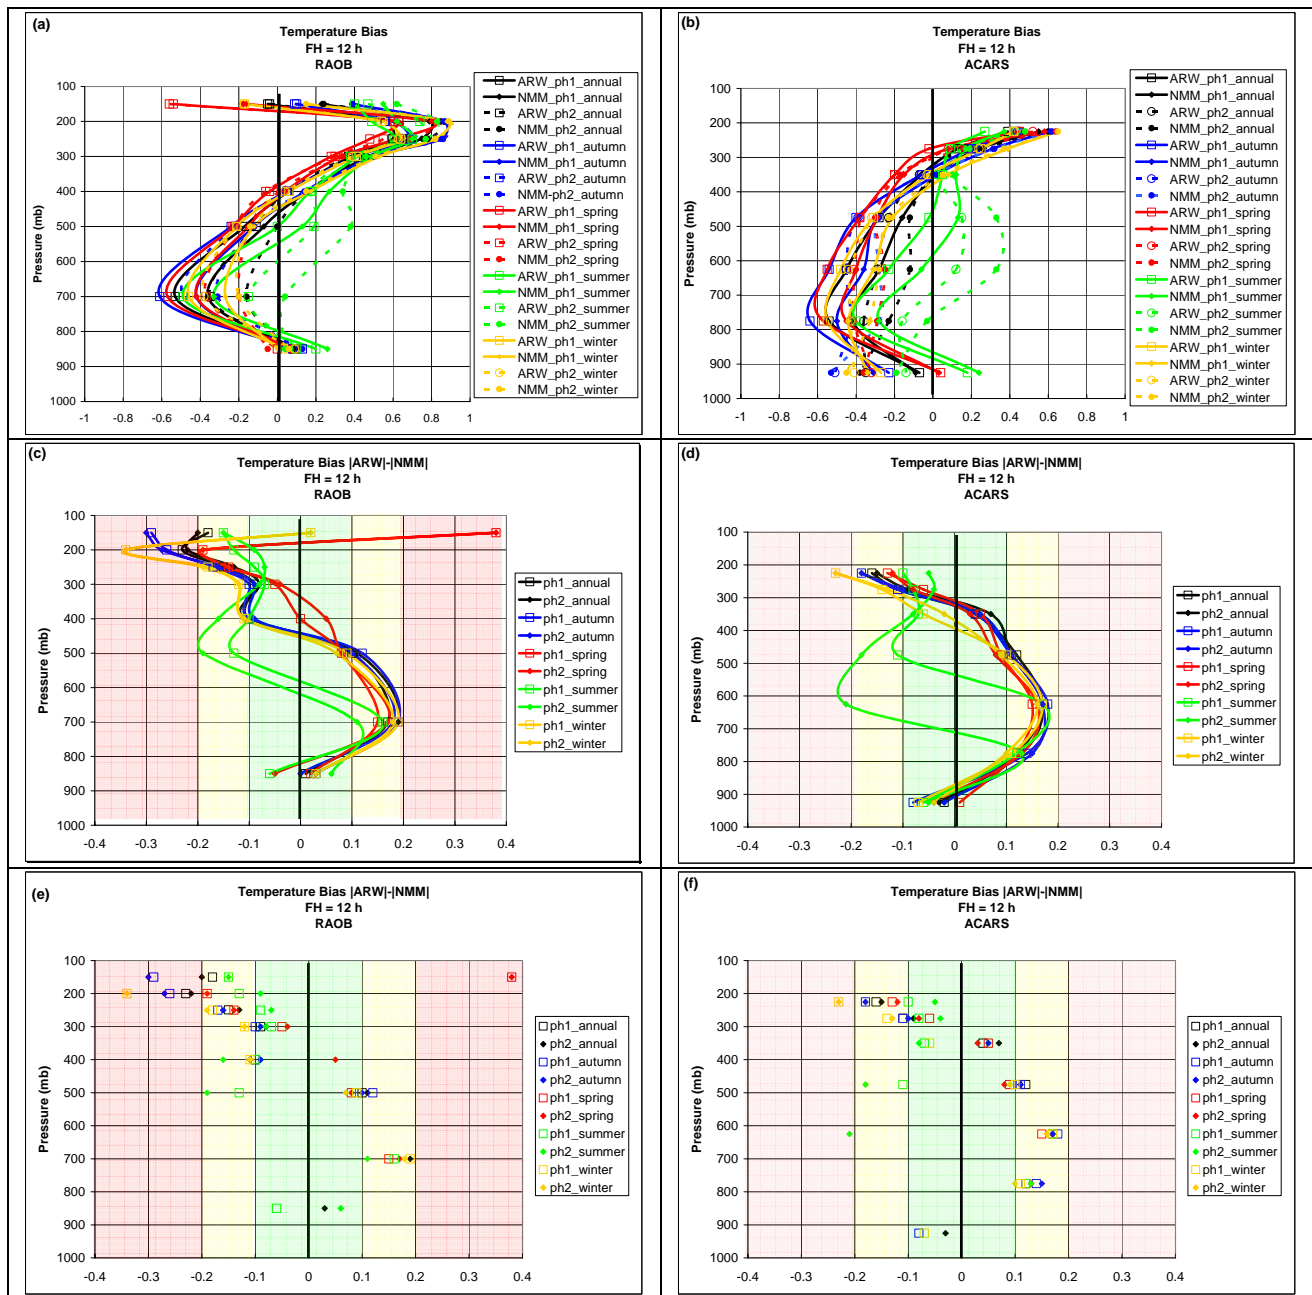 (a)
Temperature Bias
FH = 12 h
RAOB
Pressure (mb)
100
200
300
400
500
600
700
800
900
1000
-1 -0.8 -0.6 -0.4 -0.2 0 0.2 0.4 0.6 0.8 1
ARW_ph1_annual
NMM_ph1_annual
ARW_ph2_annual
NMM_ph2_annual
ARW_ph1_autumn
NMM_ph1_autumn
ARW_ph2_autumn
NMM-ph2_autumn
ARW_ph1_spring
NMM_ph1_spring
ARW_ph2_spring
NMM_ph2_spring
ARW_ph1_summer
NMM_ph1_summer
ARW_ph2_summer
NMM_ph2_summer
ARW_ph1_winter
NMM_ph1_winter
ARW_ph2_winter
NMM_ph2_winter
(b)
Temperature Bias
FH = 12 h
ACARS
Pressure (mb)
100
200
300
400
500
600
700
800
900
1000
-1 -0.8 -0.6 -0.4 -0.2 0 0.2 0.4 0.6 0.8 1
ARW_ph1_annual
NMM_ph1_annual
ARW_ph2_annual
NMM_ph2_annual
ARW_ph1_autumn
NMM_ph1_autumn
ARW_ph2_autumn
NMM_ph2_autumn
ARW_ph1_spring
NMM_ph1_spring
ARW_ph2_spring
NMM_ph2_spring
ARW_ph1_summer
NMM_ph1_summer
ARW_ph2_summer
NMM_ph2_summer
ARW_ph1_winter
NMM_ph1_winter
ARW_ph2_winter
NMM_ph2_winter
(c)
Temperature Bias |ARW|-|NMM|
FH = 12 h
RAOB
Pressure (mb)
100
200
300
400
500
600
700
800
900
1000
-0.4 -0.3 -0.2 -0.1 0 0.1 0.2 0.3 0.4
ph1_annual
ph2_annual
ph1_autumn
ph2_autumn
ph1_spring
ph2_spring
ph1_summer
ph2_summer
ph1_winter
ph2_winter
(d)
Temperature Bias |ARW|-|NMM|
FH = 12 h
ACARS
Pressure (mb)
100
200
300
400
500
600
700
800
900
1000
-0.4 -0.3 -0.2 -0.1 0 0.1 0.2 0.3 0.4
ph1_annual
ph2_annual
ph1_autumn
ph2_autumn
ph1_spring
ph2_spring
ph1_summer
ph2_summer
ph1_winter
ph2_winter
(e)
Temperature Bias |ARW|-|NMM|
FH = 12 h
RAOB
Pressure (mb)
100
200
300
400
500
600
700
800
900
1000
-0.4 -0.3 -0.2 -0.1 0 0.1 0.2 0.3 0.4
ph1_annual
ph2_annual
ph1_autumn
ph2_autumn
ph1_spring
ph2_spring
ph1_summer
ph2_summer
ph1_winter
ph2_winter
(f)
Temperature Bias |ARW|-|NMM|
FH = 12 h
ACARS
Pressure (mb)
100
200
300
400
500
600
700
800
900
1000
-0.4 -0.3 -0.2 -0.1 0 0.1 0.2 0.3 0.4
ph1_annual
ph2_annual
ph1_autumn
ph2_autumn
ph1_spring
ph2_spring
ph1_summer
ph2_summer
ph1_winter
ph2_winter